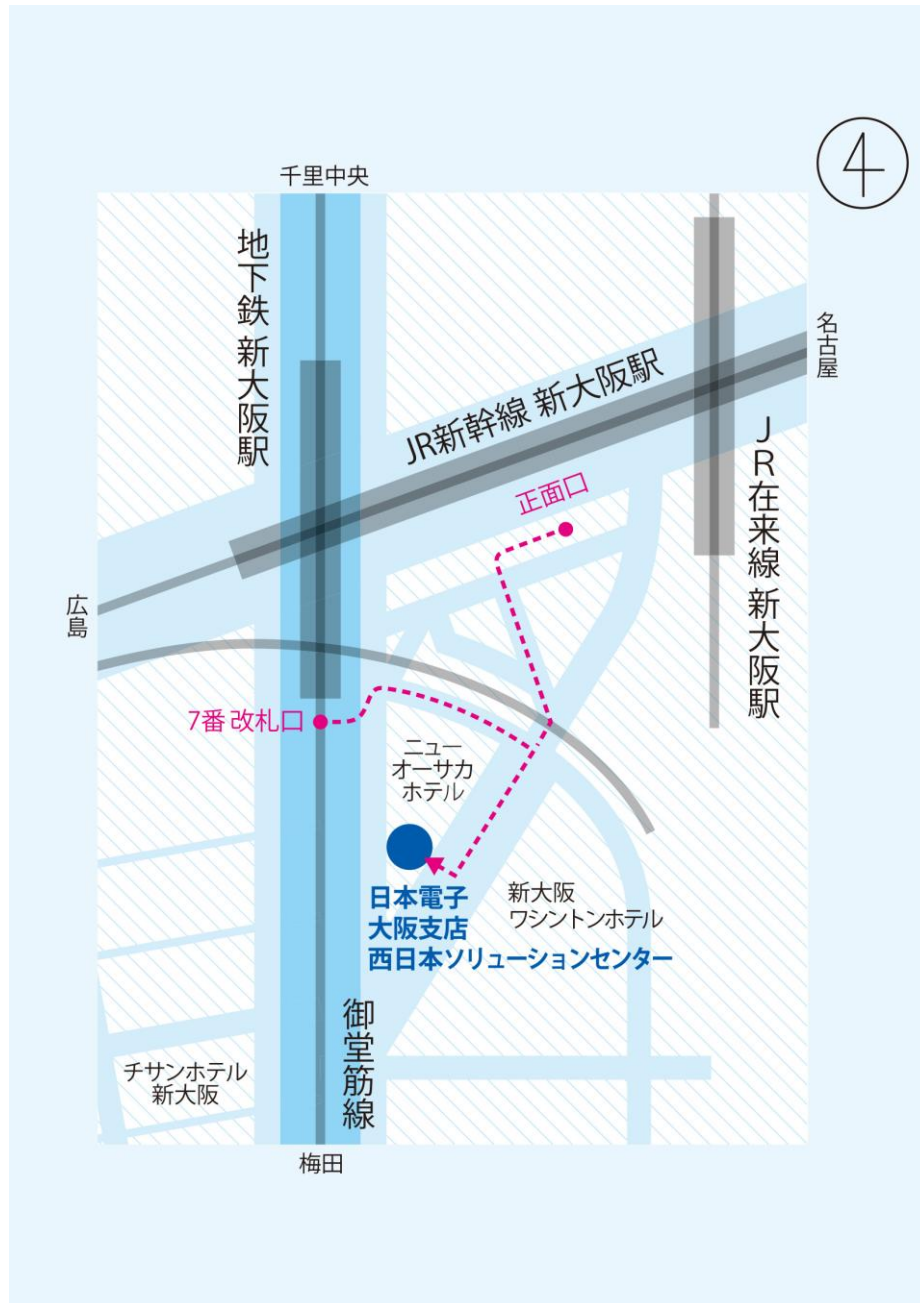 ④
千里中央
地下鉄 新大阪駅
JR新幹線 新大阪駅
名古屋
JR在来線 新大阪駅
正面口
広島
7番 改札口
ニュー
オーサカ
ホテル
日本電子
大阪支店
西日本ソリューションセンター
新大阪
ワシントンホテル
御堂筋線
チサンホテル
新大阪
梅田